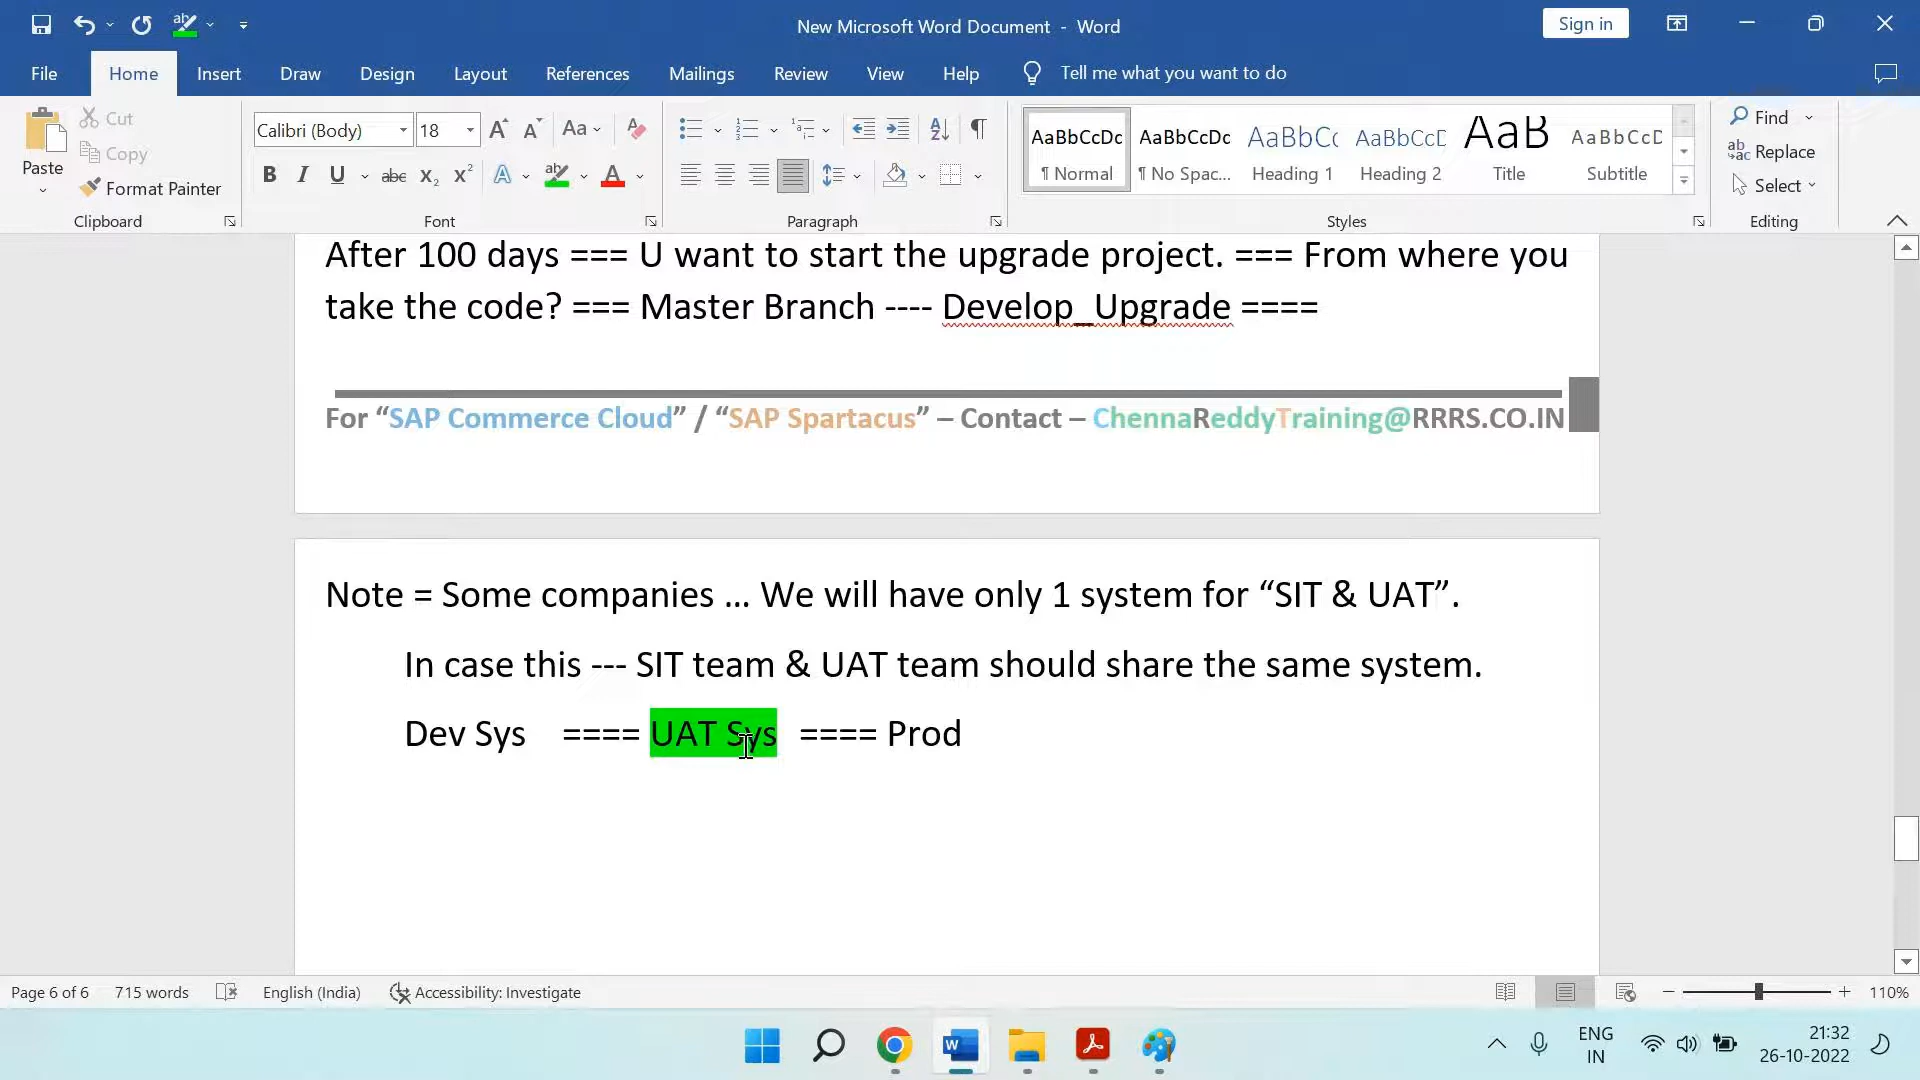 New Microsoft Word Document - Word
Sign in
File Home Insert Draw Design Layout References Mailings Review View Help Tell me what you want to do
Paste
Cut
Copy
Format Painter
Clipboard
Calibri (Body) 18
Font
Paragraph
AaBbCcDc AaBbCcDc AaBbCc AaBbCcD AaB AaBbCcD
¶ Normal ¶ No Spac... Heading 1 Heading 2 Title Subtitle
Styles
Find
Replace
Select
Editing
After 100 days === U want to start the upgrade project. === From where you
take the code? === Master Branch ---- Develop_Upgrade ====
For “SAP Commerce Cloud” / “SAP Spartacus” – Contact – ChennaReddyTraining@RRRS.CO.IN
Note = Some companies … We will have only 1 system for “SIT & UAT”.
In case this --- SIT team & UAT team should share the same system.
Dev Sys ==== UAT Sys ==== Prod
Page 6 of 6 715 words English (India) Accessibility: Investigate 110%
ENG
IN
21:32
26-10-2022